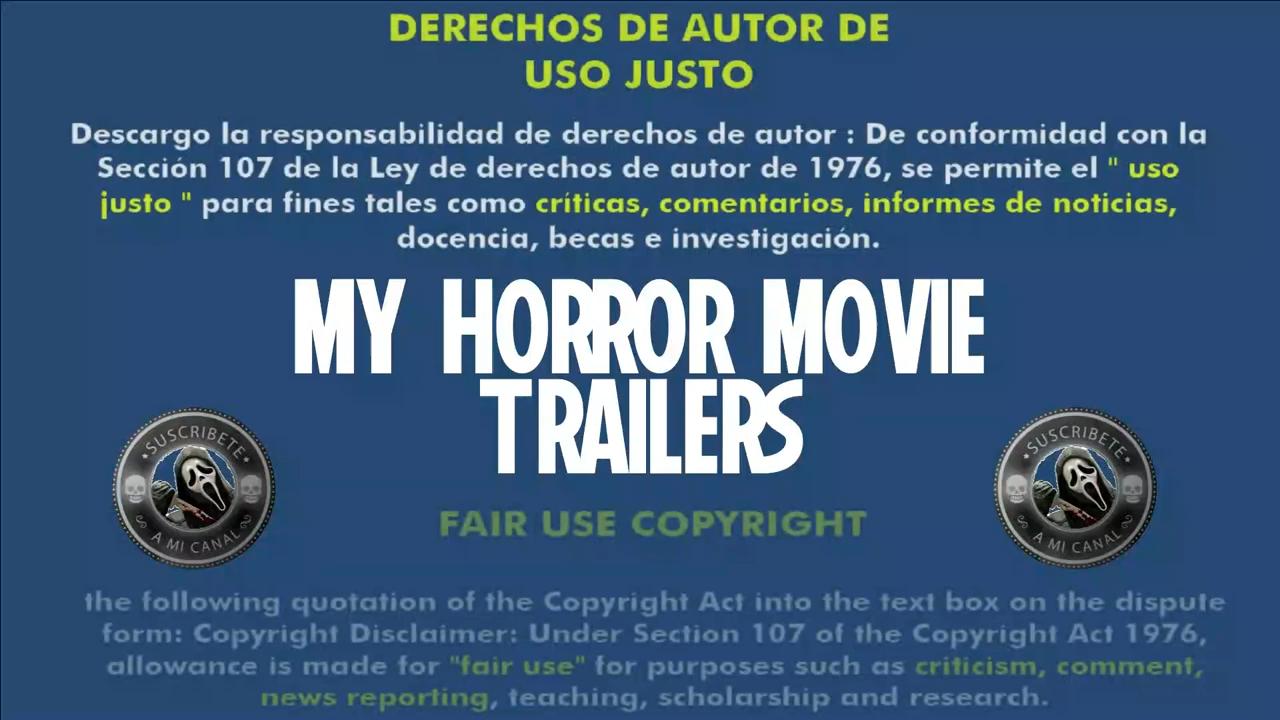 DERECHOS DE AUTOR DE
USO JUSTO
Descargo la responsabilidad de derechos de autor : De conformidad con la
Sección 107 de la Ley de derechos de autor de 1976, se permite el " uso
justo " para fines tales como críticas, comentarios, informes de noticias,
docencia, becas e investigación.
MY HORROR MOVIE
TRAILERS
SUSCRIBETE
A MI CANAL
SUSCRIBETE
A MI CANAL
FAIR USE COPYRIGHT
the following quotation of the Copyright Act into the text box on the dispute
form: Copyright Disclaimer: Under Section 107 of the Copyright Act 1976,
allowance is made for "fair use" for purposes such as criticism, comment,
news reporting, teaching, scholarship and research.